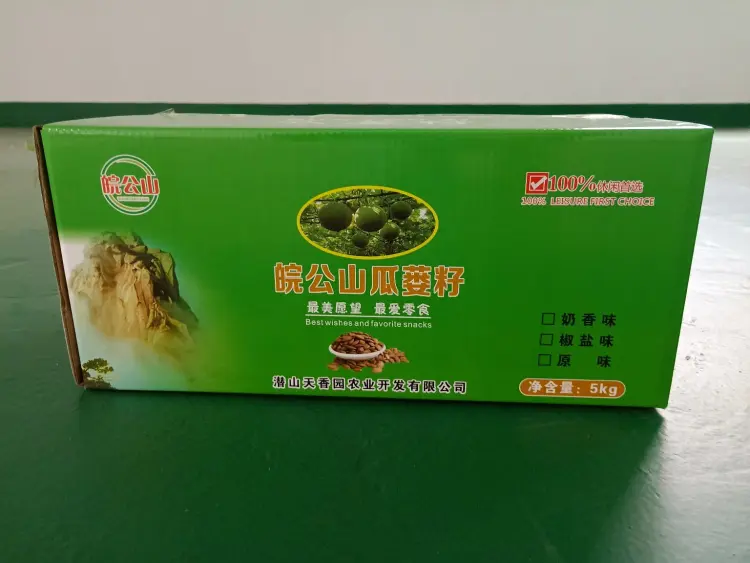 皖公山
100%休闲首选
100% LEISURE FIRST CHOICE
皖公山瓜蒌籽
最美愿望 最爱零食
Best wishes and favorite snacks
□ 奶香味
□ 椒盐味
□ 原 味
净含量：5kg
潜山天香园农业开发有限公司